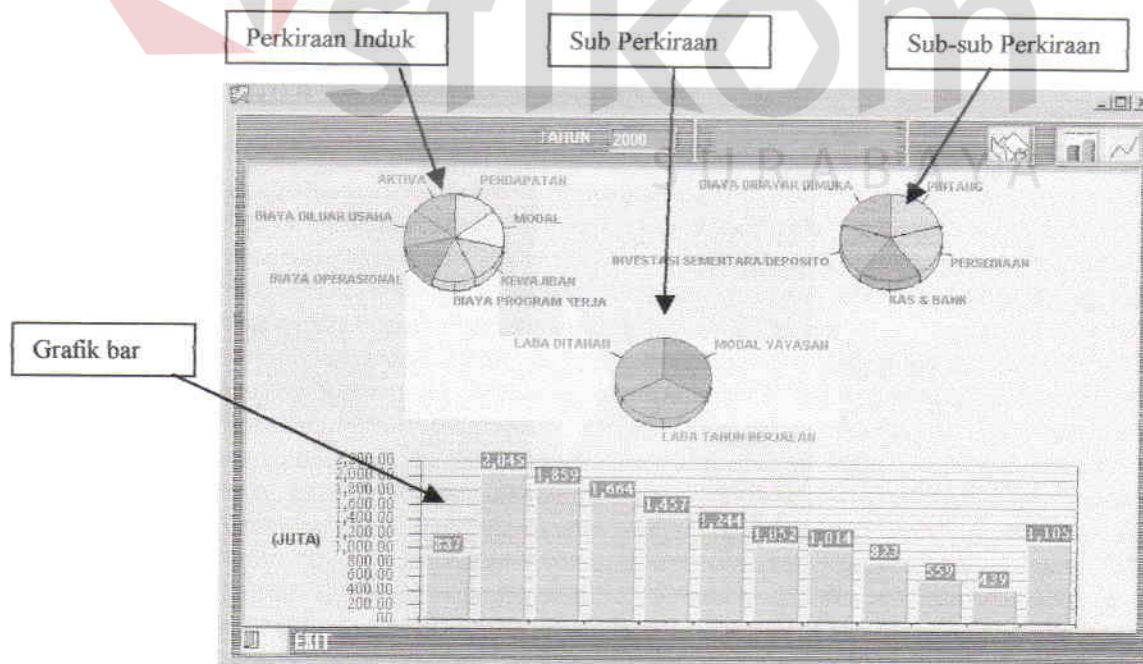 stikom
SURABAYA
Perkiraan Induk
Sub Perkiraan
Sub-sub Perkiraan
TAHUN 2000
AKTIVA
PENDAPATAN
BIAYA DILUAR USAHA
MODAL
BIAYA OPERASIONAL
KEWAJIBAN
BIAYA PROGRAM KERJA
BIAYA DIBAYAR DIMUKA
PIUTANG
INVESTASI SEMENTARA/DEPOSITO
PERSEDIAAN
KAS & BANK
LABA DITAHAN
MODAL YAYASAN
LABA TAHUN BERJALAN
Grafik bar
(JUTA)
2,000.00
1,800.00
1,600.00
1,400.00
1,200.00
1,000.00
800.00
600.00
400.00
200.00
.00
2,045
1,859
1,664
1,457
1,244
1,052
1,014
823
559
1,105
EXIT